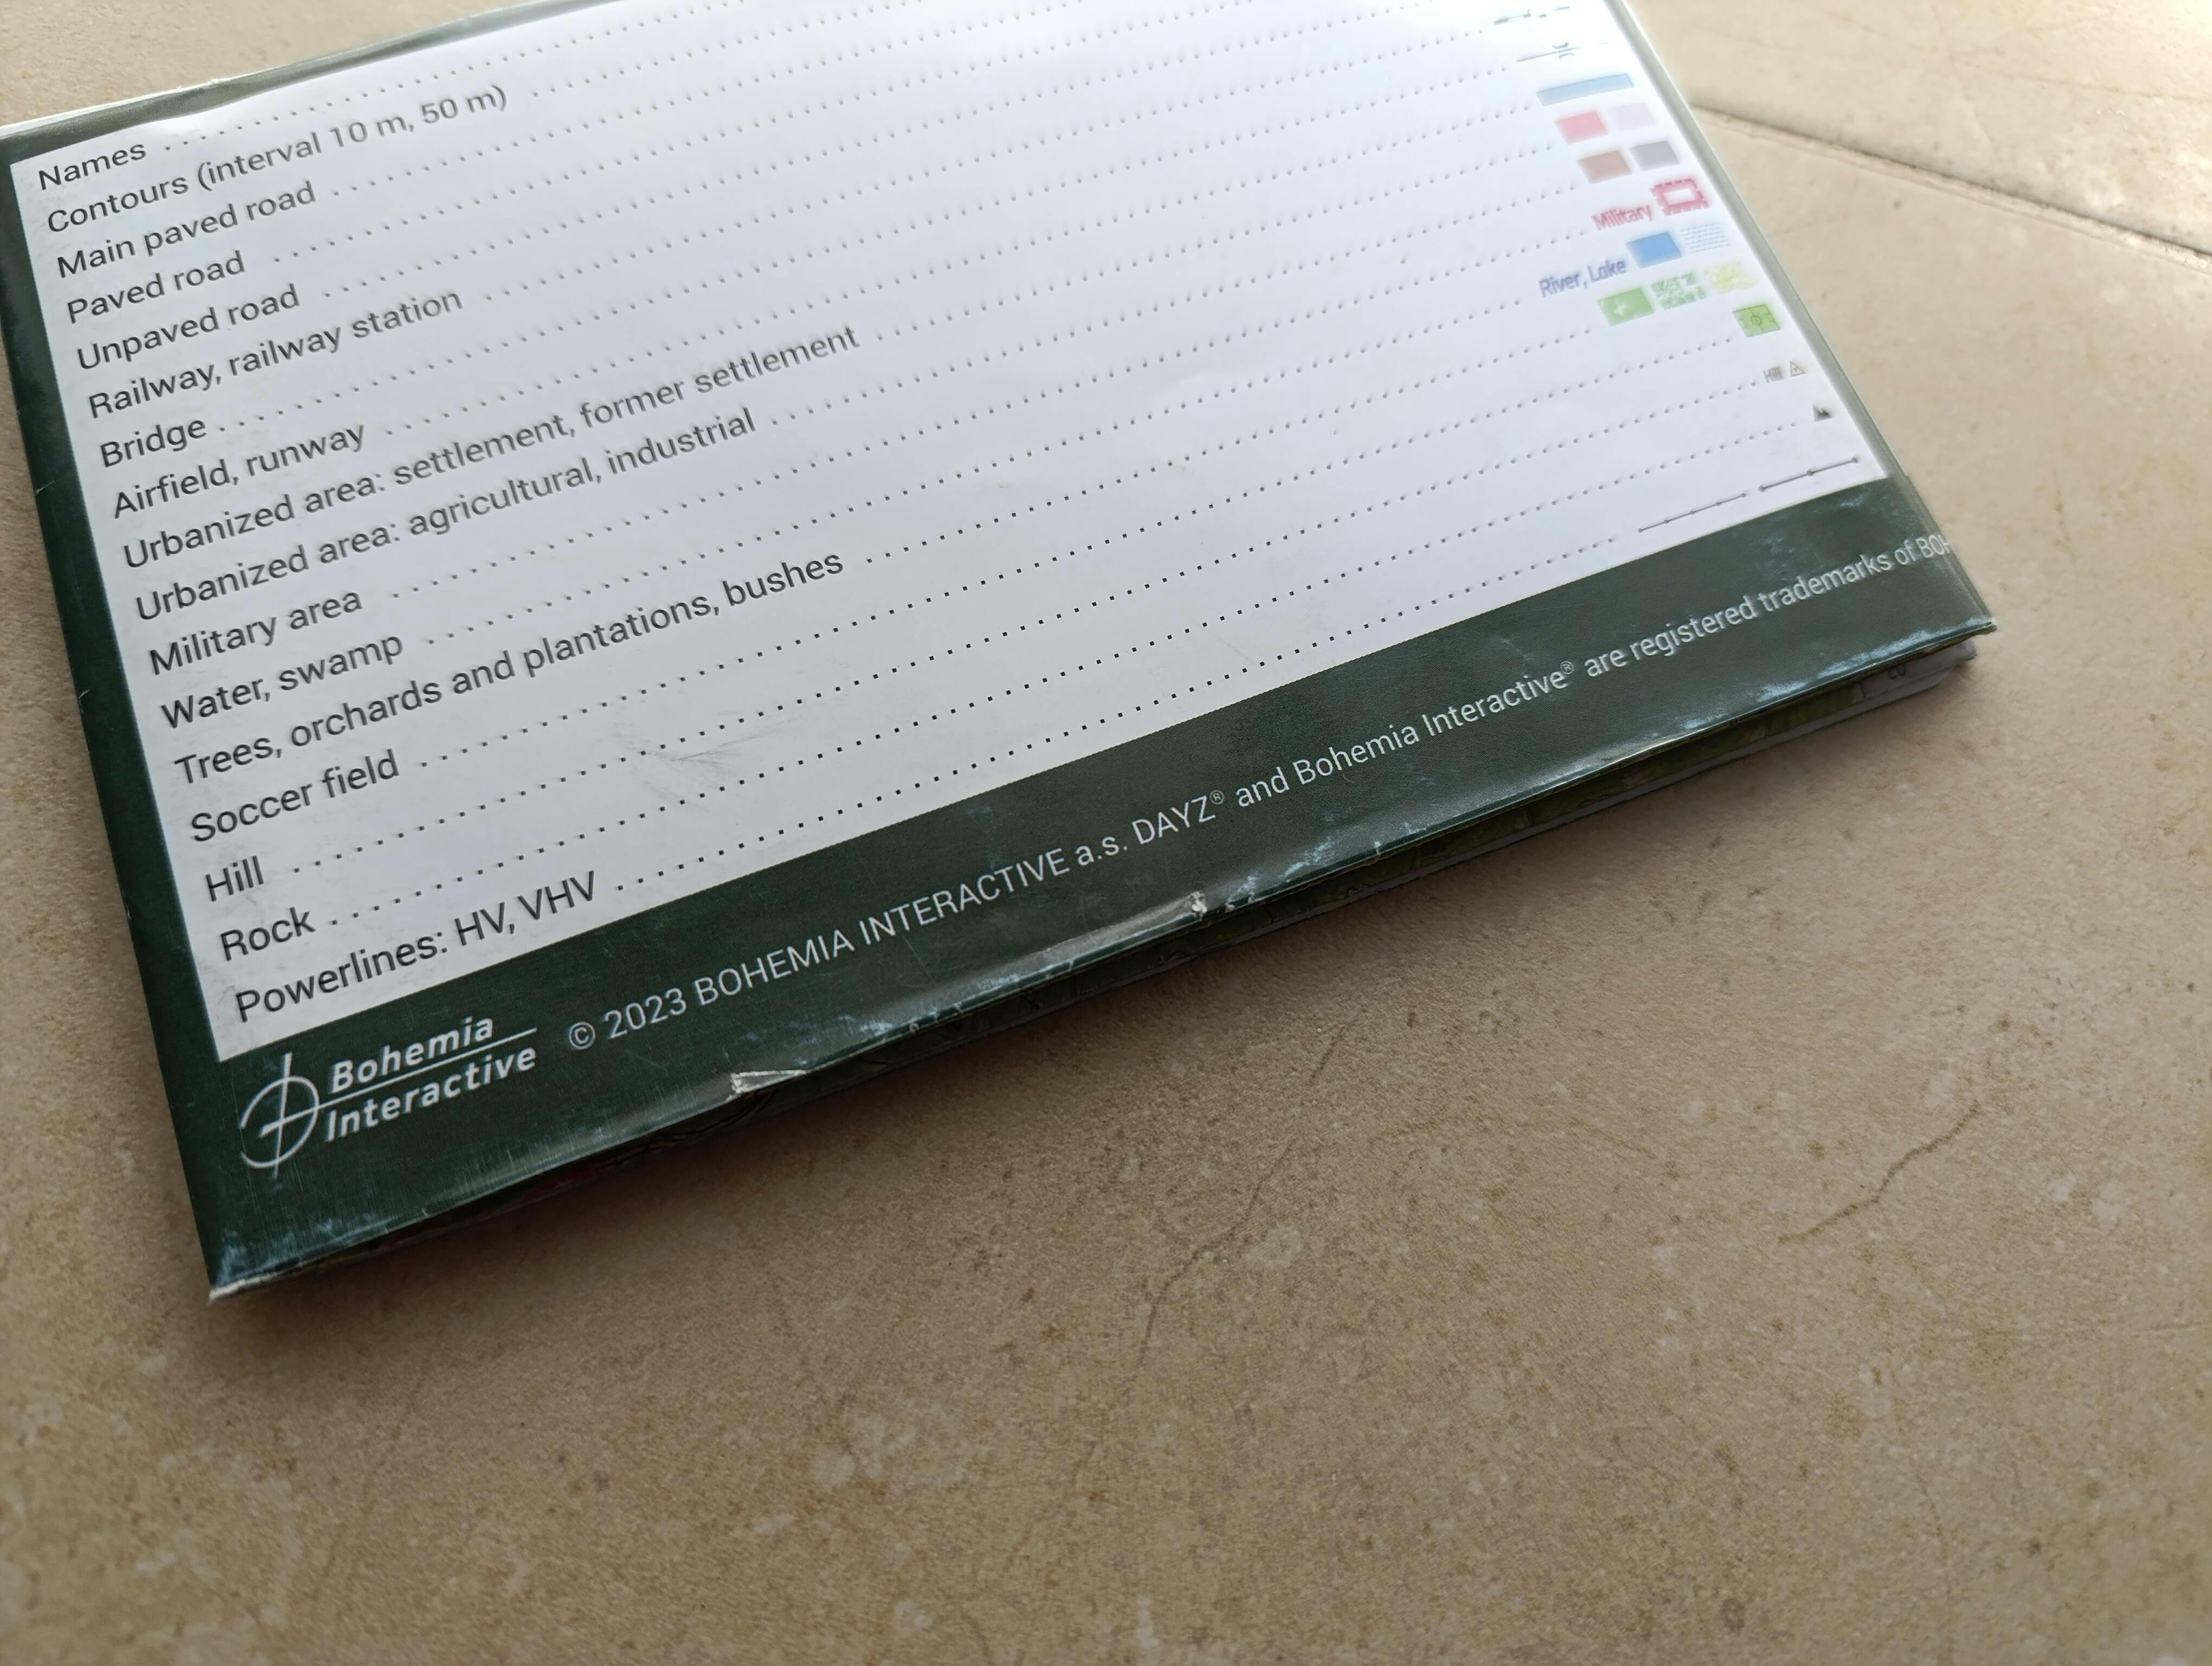 Names
Contours (interval 10 m, 50 m)
Main paved road
Paved road
Unpaved road
Railway, railway station
Bridge
Airfield, runway
Urbanized area: settlement, former settlement
Urbanized area: agricultural, industrial
Military area Military
Water, swamp River, Lake
Trees, orchards and plantations, bushes
Soccer field
Hill Hill
Rock
Powerlines: HV, VHV
Bohemia
Interactive
© 2023 BOHEMIA INTERACTIVE a.s. DAYZ® and Bohemia Interactive® are registered trademarks of BOH